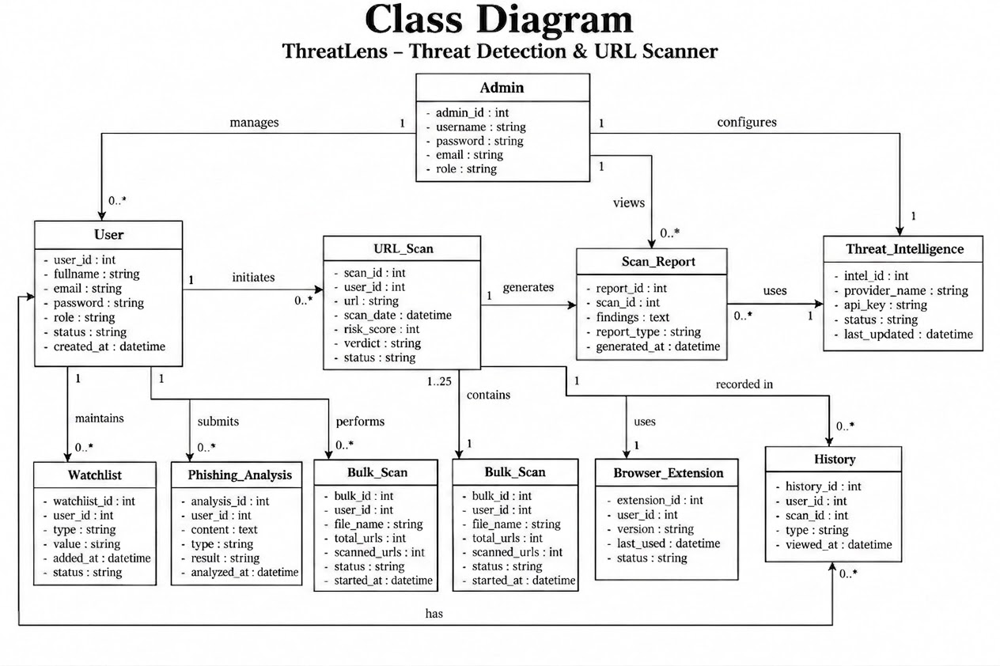 Class Diagram
ThreatLens – Threat Detection & URL Scanner
Admin
- admin_id : int
- username : string
- password : string
- email : string
- role : string
manages
1
0..*
1
configures
1
1
views
0..*
User
- user_id : int
- fullname : string
- email : string
- password : string
- role : string
- status : string
- created_at : datetime
1
initiates
0..*
URL_Scan
- scan_id : int
- user_id : int
- url : string
- scan_date : datetime
- risk_score : int
- verdict : string
- status : string
1
generates
Scan_Report
- report_id : int
- scan_id : int
- findings : text
- report_type : string
- generated_at : datetime
uses
0..*
1
Threat_Intelligence
- intel_id : int
- provider_name : string
- api_key : string
- status : string
- last_updated : datetime
1
maintains
0..*
1
submits
0..*
performs
0..*
1..25
contains
1
1
uses
1
recorded in
0..*
Watchlist
- watchlist_id : int
- user_id : int
- type : string
- value : string
- added_at : datetime
- status : string
Phishing_Analysis
- analysis_id : int
- user_id : int
- content : text
- type : string
- result : string
- analyzed_at : datetime
Bulk_Scan
- bulk_id : int
- user_id : int
- file_name : string
- total_urls : int
- scanned_urls : int
- status : string
- started_at : datetime
Bulk_Scan
- bulk_id : int
- user_id : int
- file_name : string
- total_urls : int
- scanned_urls : int
- status : string
- started_at : datetime
Browser_Extension
- extension_id : int
- user_id : int
- version : string
- last_used : datetime
- status : string
History
- history_id : int
- user_id : int
- scan_id : int
- type : string
- viewed_at : datetime
0..*
has